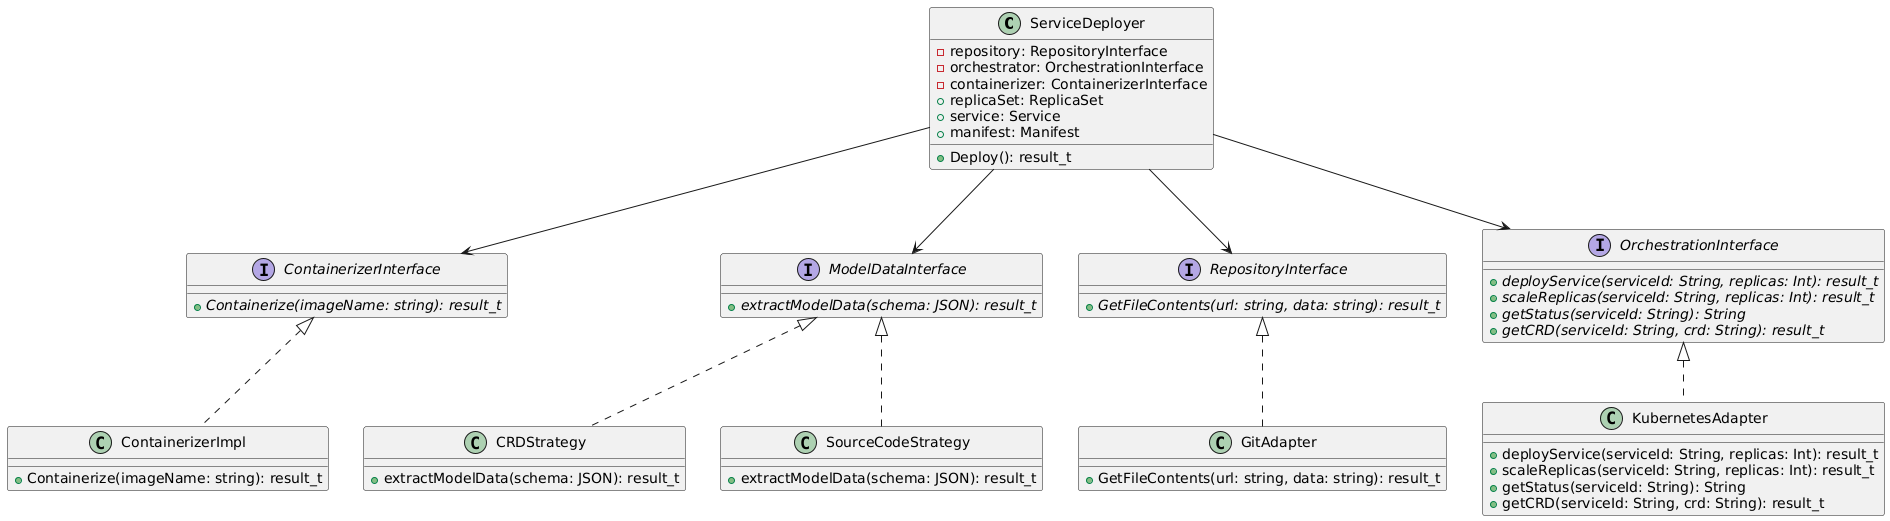 C ServiceDeployer
repository: RepositoryInterface
orchestrator: OrchestrationInterface
containerizer: ContainerizerInterface
replicaSet: ReplicaSet
service: Service
manifest: Manifest
Deploy(): result_t
I ContainerizerInterface
Containerize(imageName: string): result_t
I ModelDataInterface
extractModelData(schema: JSON): result_t
I RepositoryInterface
GetFileContents(url: string, data: string): result_t
I OrchestrationInterface
deployService(serviceId: String, replicas: Int): result_t
scaleReplicas(serviceId: String, replicas: Int): result_t
getStatus(serviceId: String): String
getCRD(serviceId: String, crd: String): result_t
C ContainerizerImpl
Containerize(imageName: string): result_t
C CRDStrategy
extractModelData(schema: JSON): result_t
C SourceCodeStrategy
extractModelData(schema: JSON): result_t
C GitAdapter
GetFileContents(url: string, data: string): result_t
C KubernetesAdapter
deployService(serviceId: String, replicas: Int): result_t
scaleReplicas(serviceId: String, replicas: Int): result_t
getStatus(serviceId: String): String
getCRD(serviceId: String, crd: String): result_t